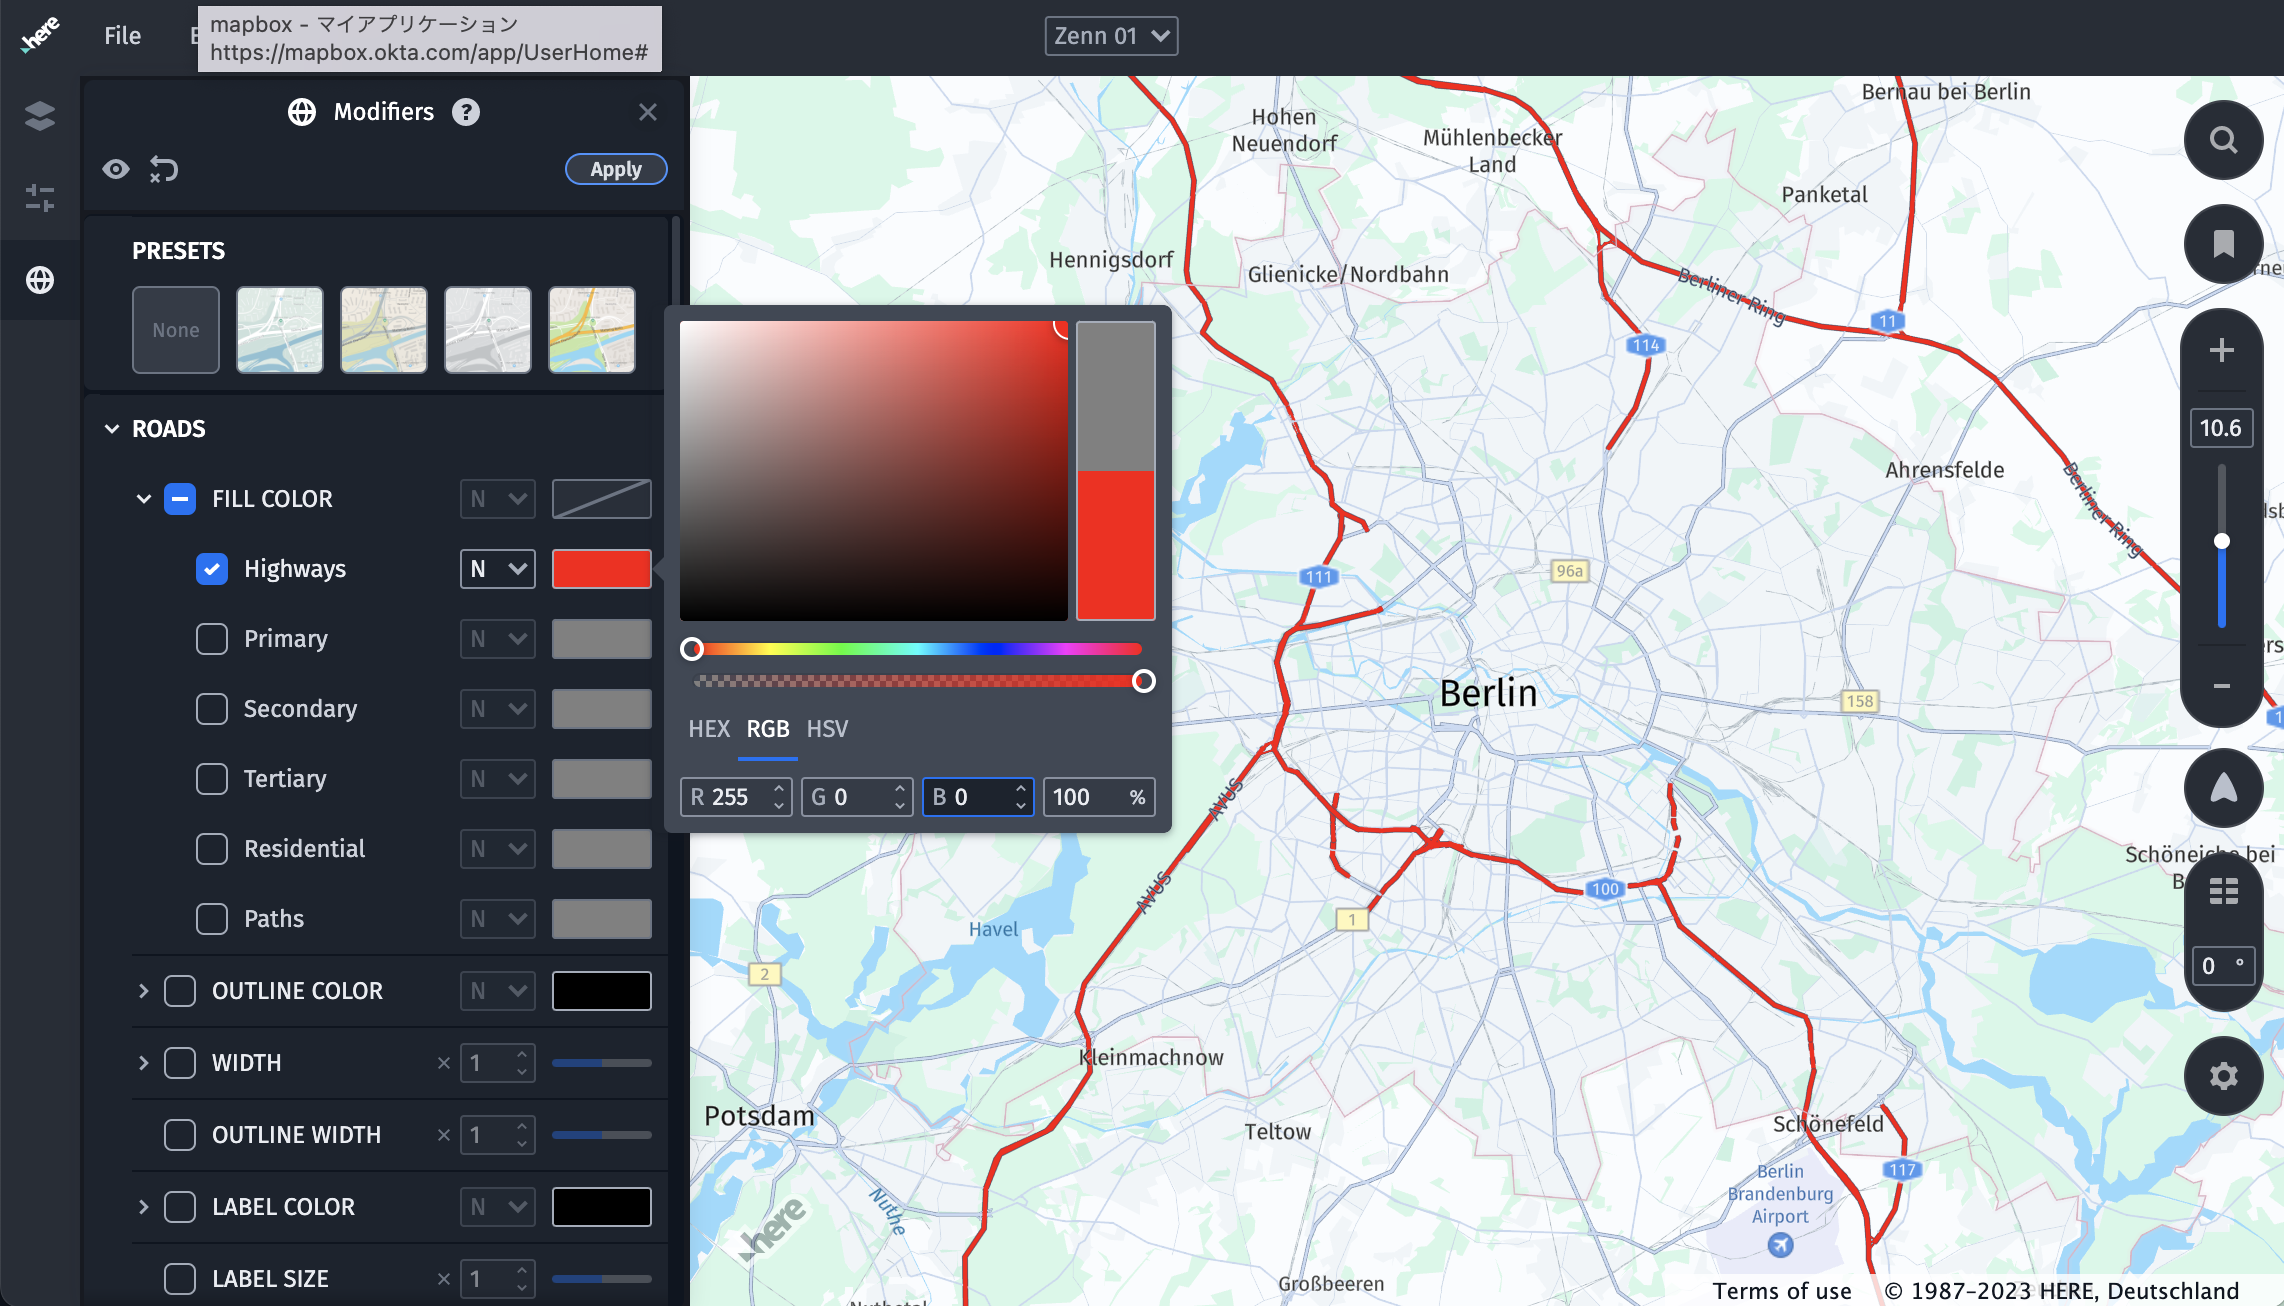 here
File
mapbox - マイアプリケーション
https://mapbox.okta.com/app/UserHome#
Zenn 01
Modifiers ?
Apply
PRESETS
None
ROADS
FILL COLOR N
Highways N
Primary N
Secondary N
Tertiary N
Residential N
Paths N
OUTLINE COLOR N
WIDTH × 1
OUTLINE WIDTH × 1
LABEL COLOR N
LABEL SIZE × 1
HEX RGB HSV
R 255 G 0 B 0 100 %
Bernau bei Berlin
Hohen
Neuendorf
Mühlenbecker
Land
Panketal
Hennigsdorf
Glienicke/Nordbahn
Berliner Ring
11
114
10.6
Ahrensfelde
Berliner Ring
111
96a
Berlin
158
AVUS
AVUS
Schöneiche bei
100
1
Havel
2
0 °
Kleinmachnow
Potsdam
Teltow
Schönefeld
117
Berlin
Brandenburg
Airport
Nuthe
here
Großbeeren
Terms of use © 1987–2023 HERE, Deutschland